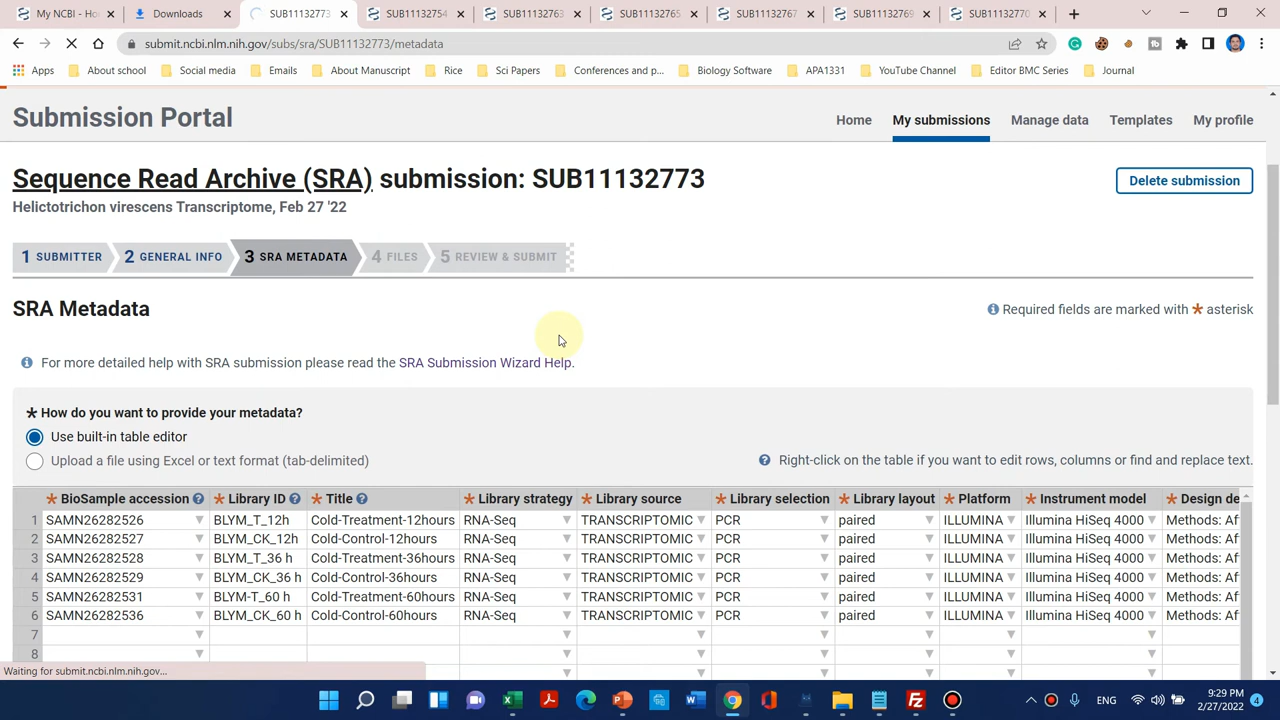 My NCBI - Ho
Downloads
SUB11132773
SUB11132754
SUB11132763
SUB11132765
SUB11132767
SUB11132769
SUB11132770
submit.ncbi.nlm.nih.gov/subs/sra/SUB11132773/metadata
Apps About school Social media Emails About Manuscript Rice Sci Papers Conferences and p... Biology Software APA1331 YouTube Channel Editor BMC Series Journal
Submission Portal
Home My submissions Manage data Templates My profile
Sequence Read Archive (SRA) submission: SUB11132773
Delete submission
Helictotrichon virescens Transcriptome, Feb 27 '22
1 SUBMITTER 2 GENERAL INFO 3 SRA METADATA 4 FILES 5 REVIEW & SUBMIT
SRA Metadata
Required fields are marked with * asterisk
For more detailed help with SRA submission please read the SRA Submission Wizard Help.
* How do you want to provide your metadata?
Use built-in table editor
Upload a file using Excel or text format (tab-delimited)
Right-click on the table if you want to edit rows, columns or find and replace text.
* BioSample accession * Library ID * Title * Library strategy * Library source * Library selection * Library layout * Platform * Instrument model * Design de
1 SAMN26282526 BLYM_T_12h Cold-Treatment-12hours RNA-Seq TRANSCRIPTOMIC PCR paired ILLUMINA Illumina HiSeq 4000 Methods: Af
2 SAMN26282527 BLYM_CK_12h Cold-Control-12hours RNA-Seq TRANSCRIPTOMIC PCR paired ILLUMINA Illumina HiSeq 4000 Methods: Af
3 SAMN26282528 BLYM_T_36 h Cold-Treatment-36hours RNA-Seq TRANSCRIPTOMIC PCR paired ILLUMINA Illumina HiSeq 4000 Methods: Af
4 SAMN26282529 BLYM_CK_36 h Cold-Control-36hours RNA-Seq TRANSCRIPTOMIC PCR paired ILLUMINA Illumina HiSeq 4000 Methods: Af
5 SAMN26282531 BLYM-T_60 h Cold-Treatment-60hours RNA-Seq TRANSCRIPTOMIC PCR paired ILLUMINA Illumina HiSeq 4000 Methods: Af
6 SAMN26282536 BLYM_CK_60 h Cold-Control-60hours RNA-Seq TRANSCRIPTOMIC PCR paired ILLUMINA Illumina HiSeq 4000 Methods: Af
7
8
Waiting for submit.ncbi.nlm.nih.gov...
ENG
9:29 PM
2/27/2022
4